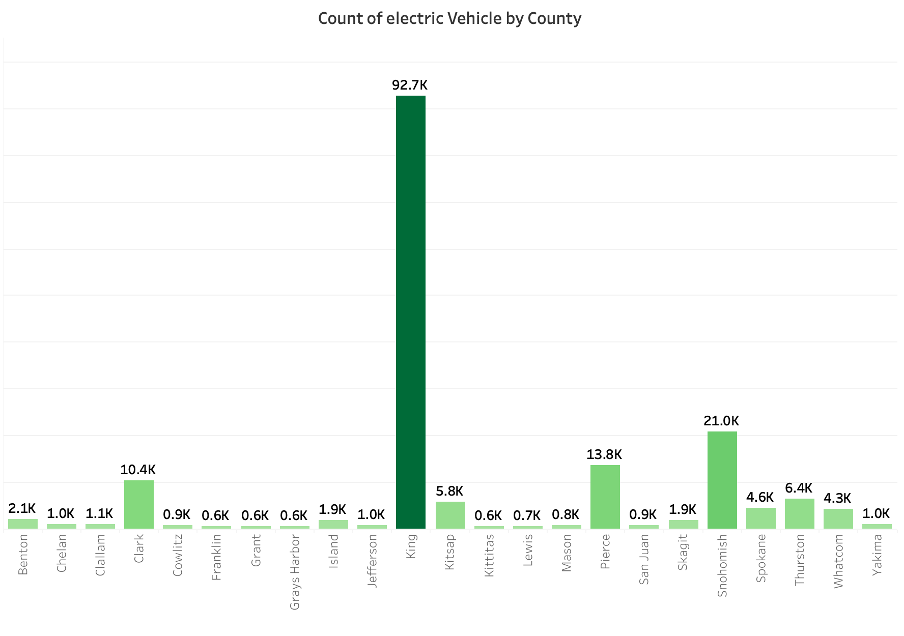 Count of electric Vehicle by County
92.7K
21.0K
13.8K
10.4K
6.4K
5.8K
4.6K
4.3K
2.1K
1.9K
1.9K
1.0K
1.1K
0.9K
0.6K
0.6K
0.6K
1.0K
0.6K
0.7K
0.8K
0.9K
1.0K
Benton
Chelan
Clallam
Clark
Cowlitz
Franklin
Grant
Grays Harbor
Island
Jefferson
King
Kitsap
Kittitas
Lewis
Mason
Pierce
San Juan
Skagit
Snohomish
Spokane
Thurston
Whatcom
Yakima